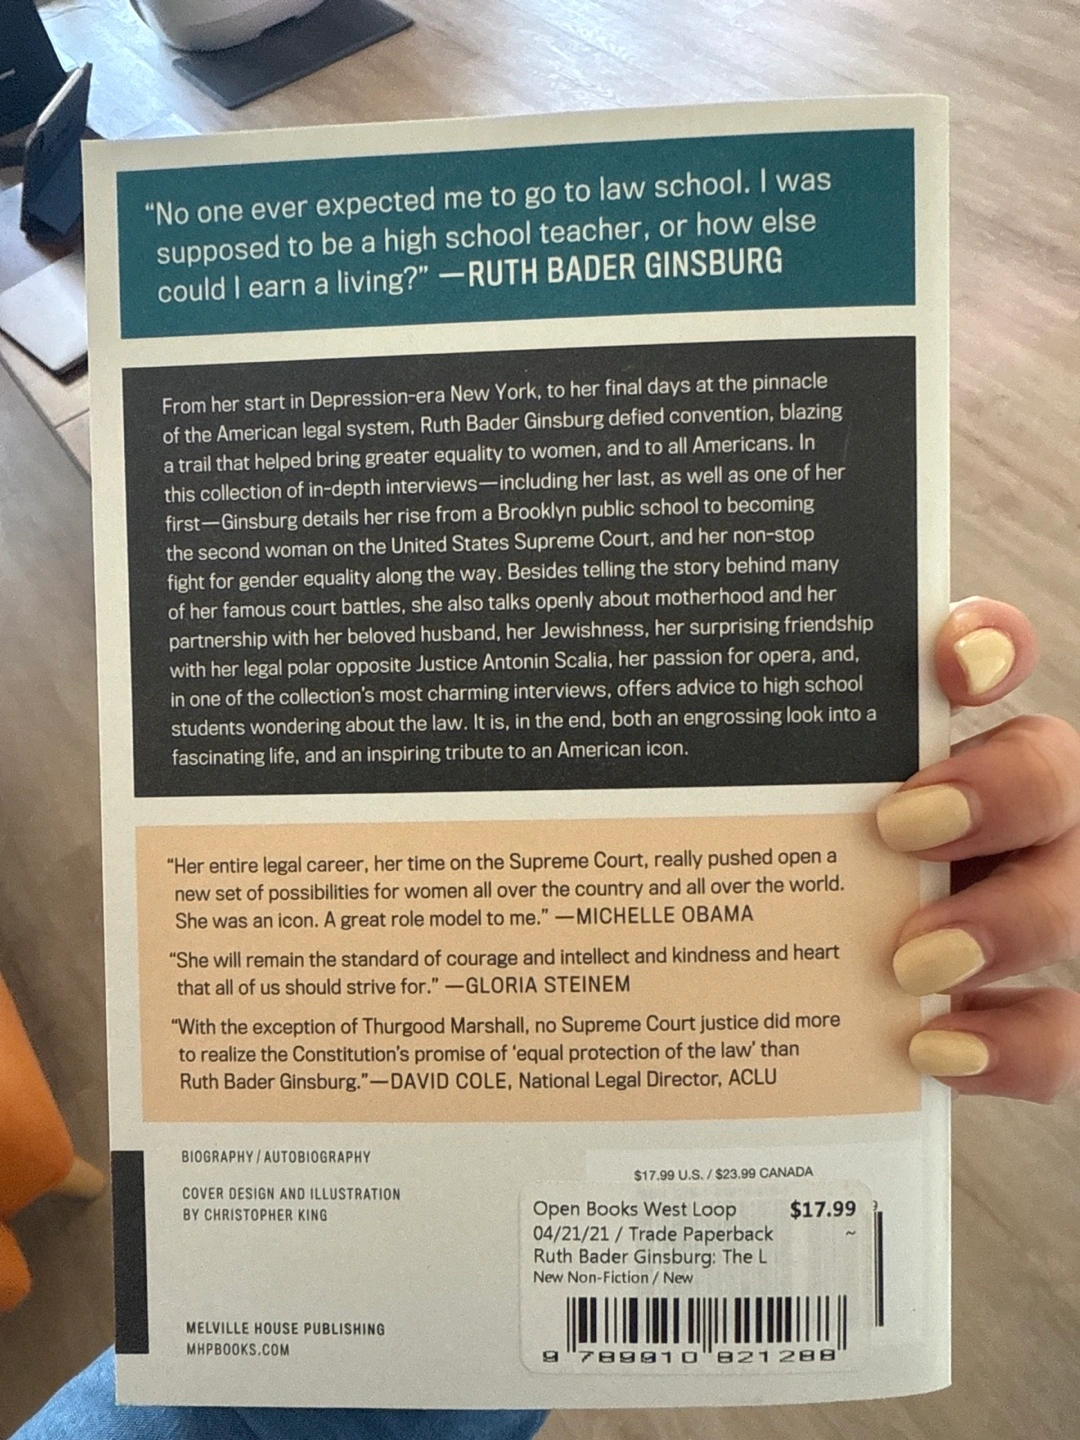 “No one ever expected me to go to law school. I was
supposed to be a high school teacher, or how else
could I earn a living?” —RUTH BADER GINSBURG
From her start in Depression-era New York, to her final days at the pinnacle
of the American legal system, Ruth Bader Ginsburg defied convention, blazing
a trail that helped bring greater equality to women, and to all Americans. In
this collection of in-depth interviews—including her last, as well as one of her
first—Ginsburg details her rise from a Brooklyn public school to becoming
the second woman on the United States Supreme Court, and her non-stop
fight for gender equality along the way. Besides telling the story behind many
of her famous court battles, she also talks openly about motherhood and her
partnership with her beloved husband, her Jewishness, her surprising friendship
with her legal polar opposite Justice Antonin Scalia, her passion for opera, and,
in one of the collection’s most charming interviews, offers advice to high school
students wondering about the law. It is, in the end, both an engrossing look into a
fascinating life, and an inspiring tribute to an American icon.
“Her entire legal career, her time on the Supreme Court, really pushed open a
new set of possibilities for women all over the country and all over the world.
She was an icon. A great role model to me.” —MICHELLE OBAMA
“She will remain the standard of courage and intellect and kindness and heart
that all of us should strive for.” —GLORIA STEINEM
“With the exception of Thurgood Marshall, no Supreme Court justice did more
to realize the Constitution’s promise of ‘equal protection of the law’ than
Ruth Bader Ginsburg.”—DAVID COLE, National Legal Director, ACLU
BIOGRAPHY / AUTOBIOGRAPHY
COVER DESIGN AND ILLUSTRATION
BY CHRISTOPHER KING
MELVILLE HOUSE PUBLISHING
MHPBOOKS.COM
$17.99 U.S. / $23.99 CANADA
Open Books West Loop $17.99
04/21/21 / Trade Paperback ~
Ruth Bader Ginsburg: The L
New Non-Fiction / New
9 789910 821288